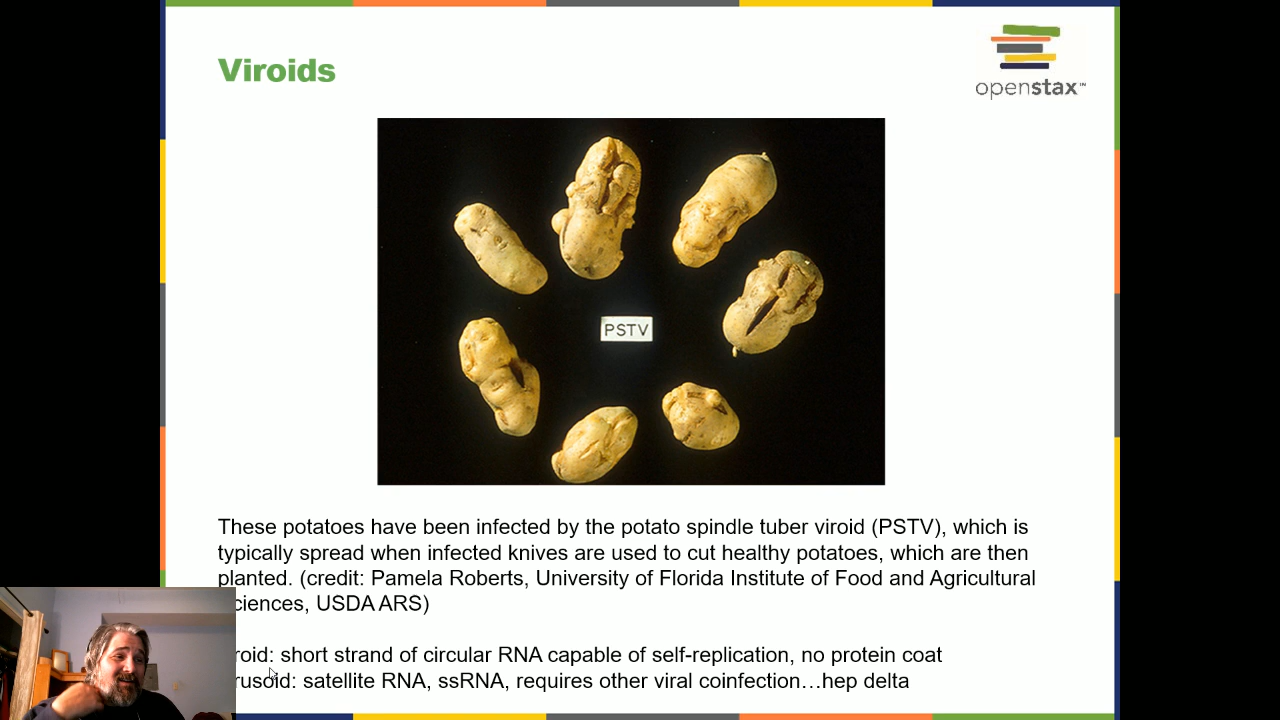 Viroids
openstax™
PSTV
These potatoes have been infected by the potato spindle tuber viroid (PSTV), which is
typically spread when infected knives are used to cut healthy potatoes, which are then
planted. (credit: Pamela Roberts, University of Florida Institute of Food and Agricultural
ciences, USDA ARS)
roid: short strand of circular RNA capable of self-replication, no protein coat
rusoid: satellite RNA, ssRNA, requires other viral coinfection…hep delta